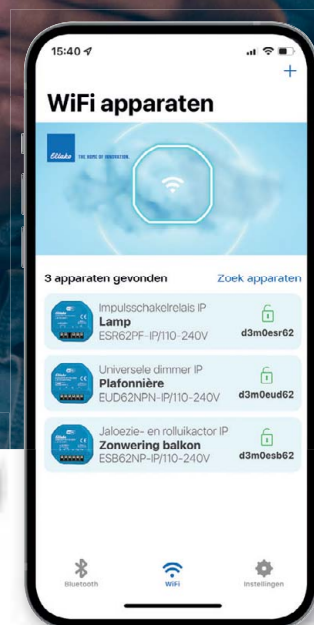 15:40
+
WiFi apparaten
Eltako THE HOME OF INNOVATION.
3 apparaten gevonden Zoek apparaten
Impulsschakelrelais IP
Lamp
ESR62PF-IP/110-240V
d3m0esr62
Universele dimmer IP
Plafonnière
EUD62NPN-IP/110-240V
d3m0eud62
Jaloezie- en rolluikactor IP
Zonwering balkon
ESB62NP-IP/110-240V
d3m0esb62
Bluetooth WiFi Instellingen